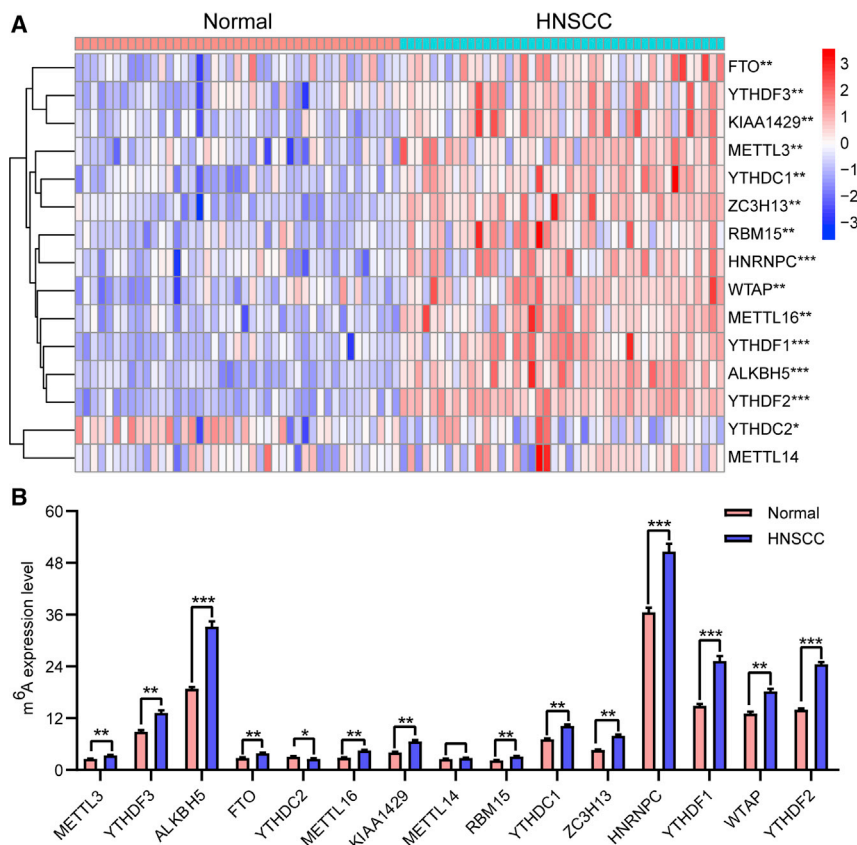 A
Normal HNSCC
FTO**
YTHDF3**
KIAA1429**
METTL3**
YTHDC1**
ZC3H13**
RBM15**
HNRNPC***
WTAP**
METTL16**
YTHDF1***
ALKBH5***
YTHDF2***
YTHDC2*
METTL14
3
2
1
0
-1
-2
-3
B
m⁶A expression level
60
48
36
24
12
0
Normal
HNSCC
** ** *** ** * ** ** ** ** ** *** *** ** ***
METTL3 YTHDF3 ALKBH5 FTO YTHDC2 METTL16 KIAA1429 METTL14 RBM15 YTHDC1 ZC3H13 HNRNPC YTHDF1 WTAP YTHDF2